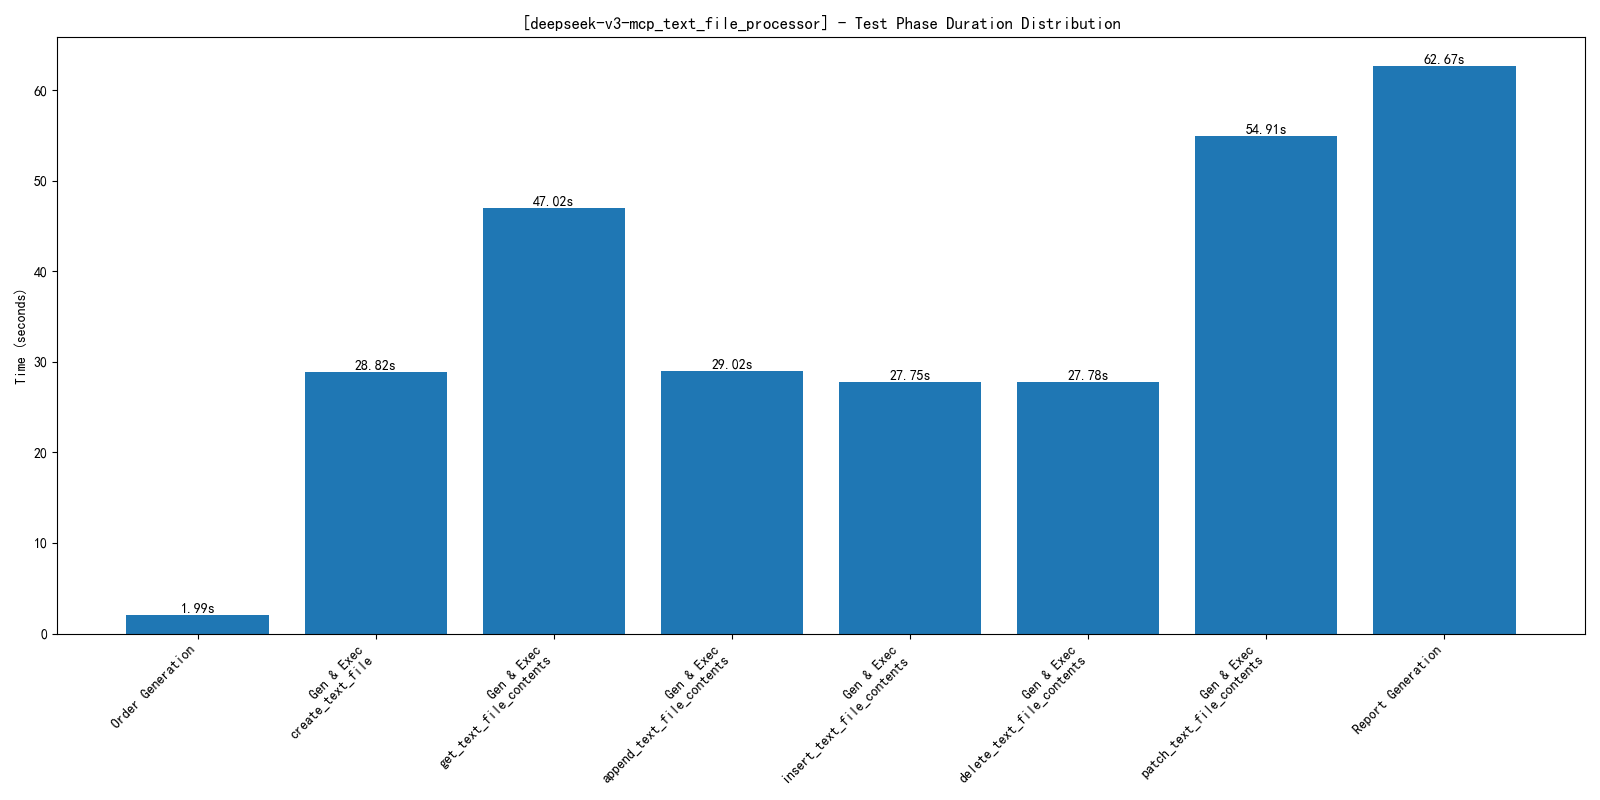 [deepseek-v3-mcp_text_file_processor] - Test Phase Duration Distribution
Time (seconds)
60
50
40
30
20
10
0
1.99s
28.82s
47.02s
29.02s
27.75s
27.78s
54.91s
62.67s
Order Generation
Gen & Exec
create_text_file
Gen & Exec
get_text_file_contents
Gen & Exec
append_text_file_contents
Gen & Exec
insert_text_file_contents
Gen & Exec
delete_text_file_contents
Gen & Exec
patch_text_file_contents
Report Generation